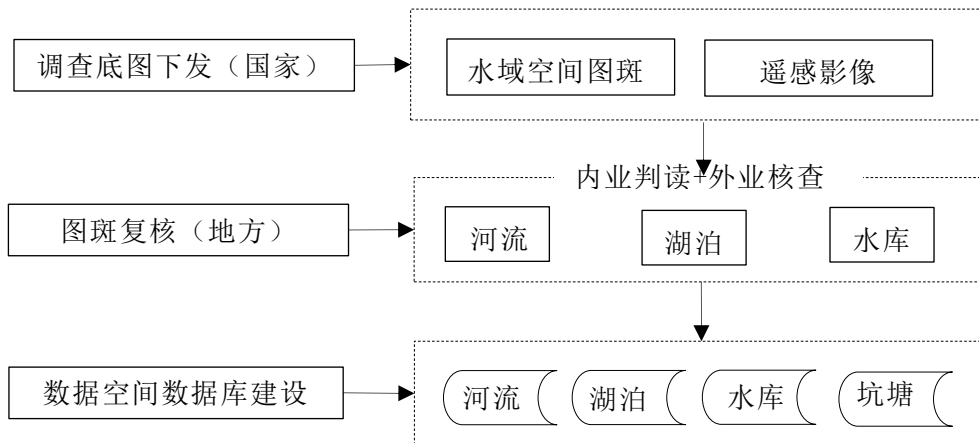 调查底图下发（国家）
水域空间图斑
遥感影像
内业判读+外业核查
图斑复核（地方）
河流
湖泊
水库
数据空间数据库建设
河流
湖泊
水库
坑塘